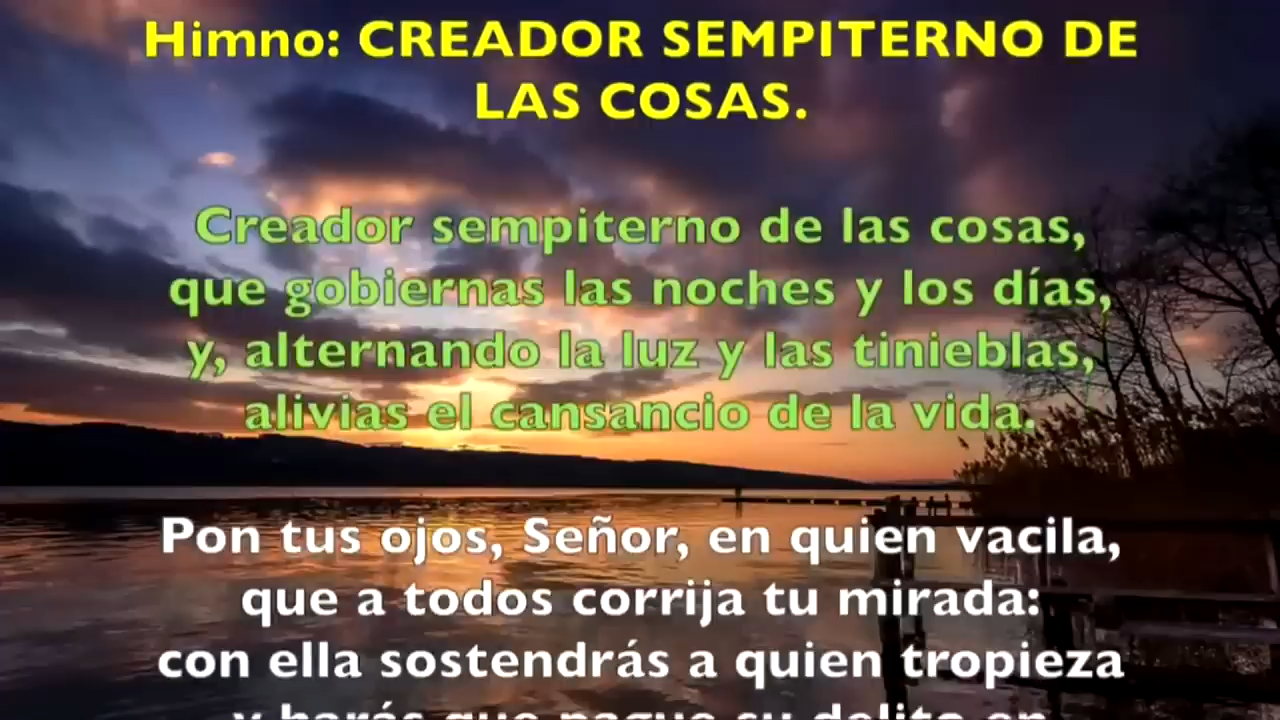 Himno: CREADOR SEMPITERNO DE
LAS COSAS.
Creador sempiterno de las cosas,
que gobiernas las noches y los días,
y, alternando la luz y las tinieblas,
alivias el cansancio de la vida.
Pon tus ojos, Señor, en quien vacila,
que a todos corrija tu mirada:
con ella sostendrás a quien tropieza
y harás que pague su delito en